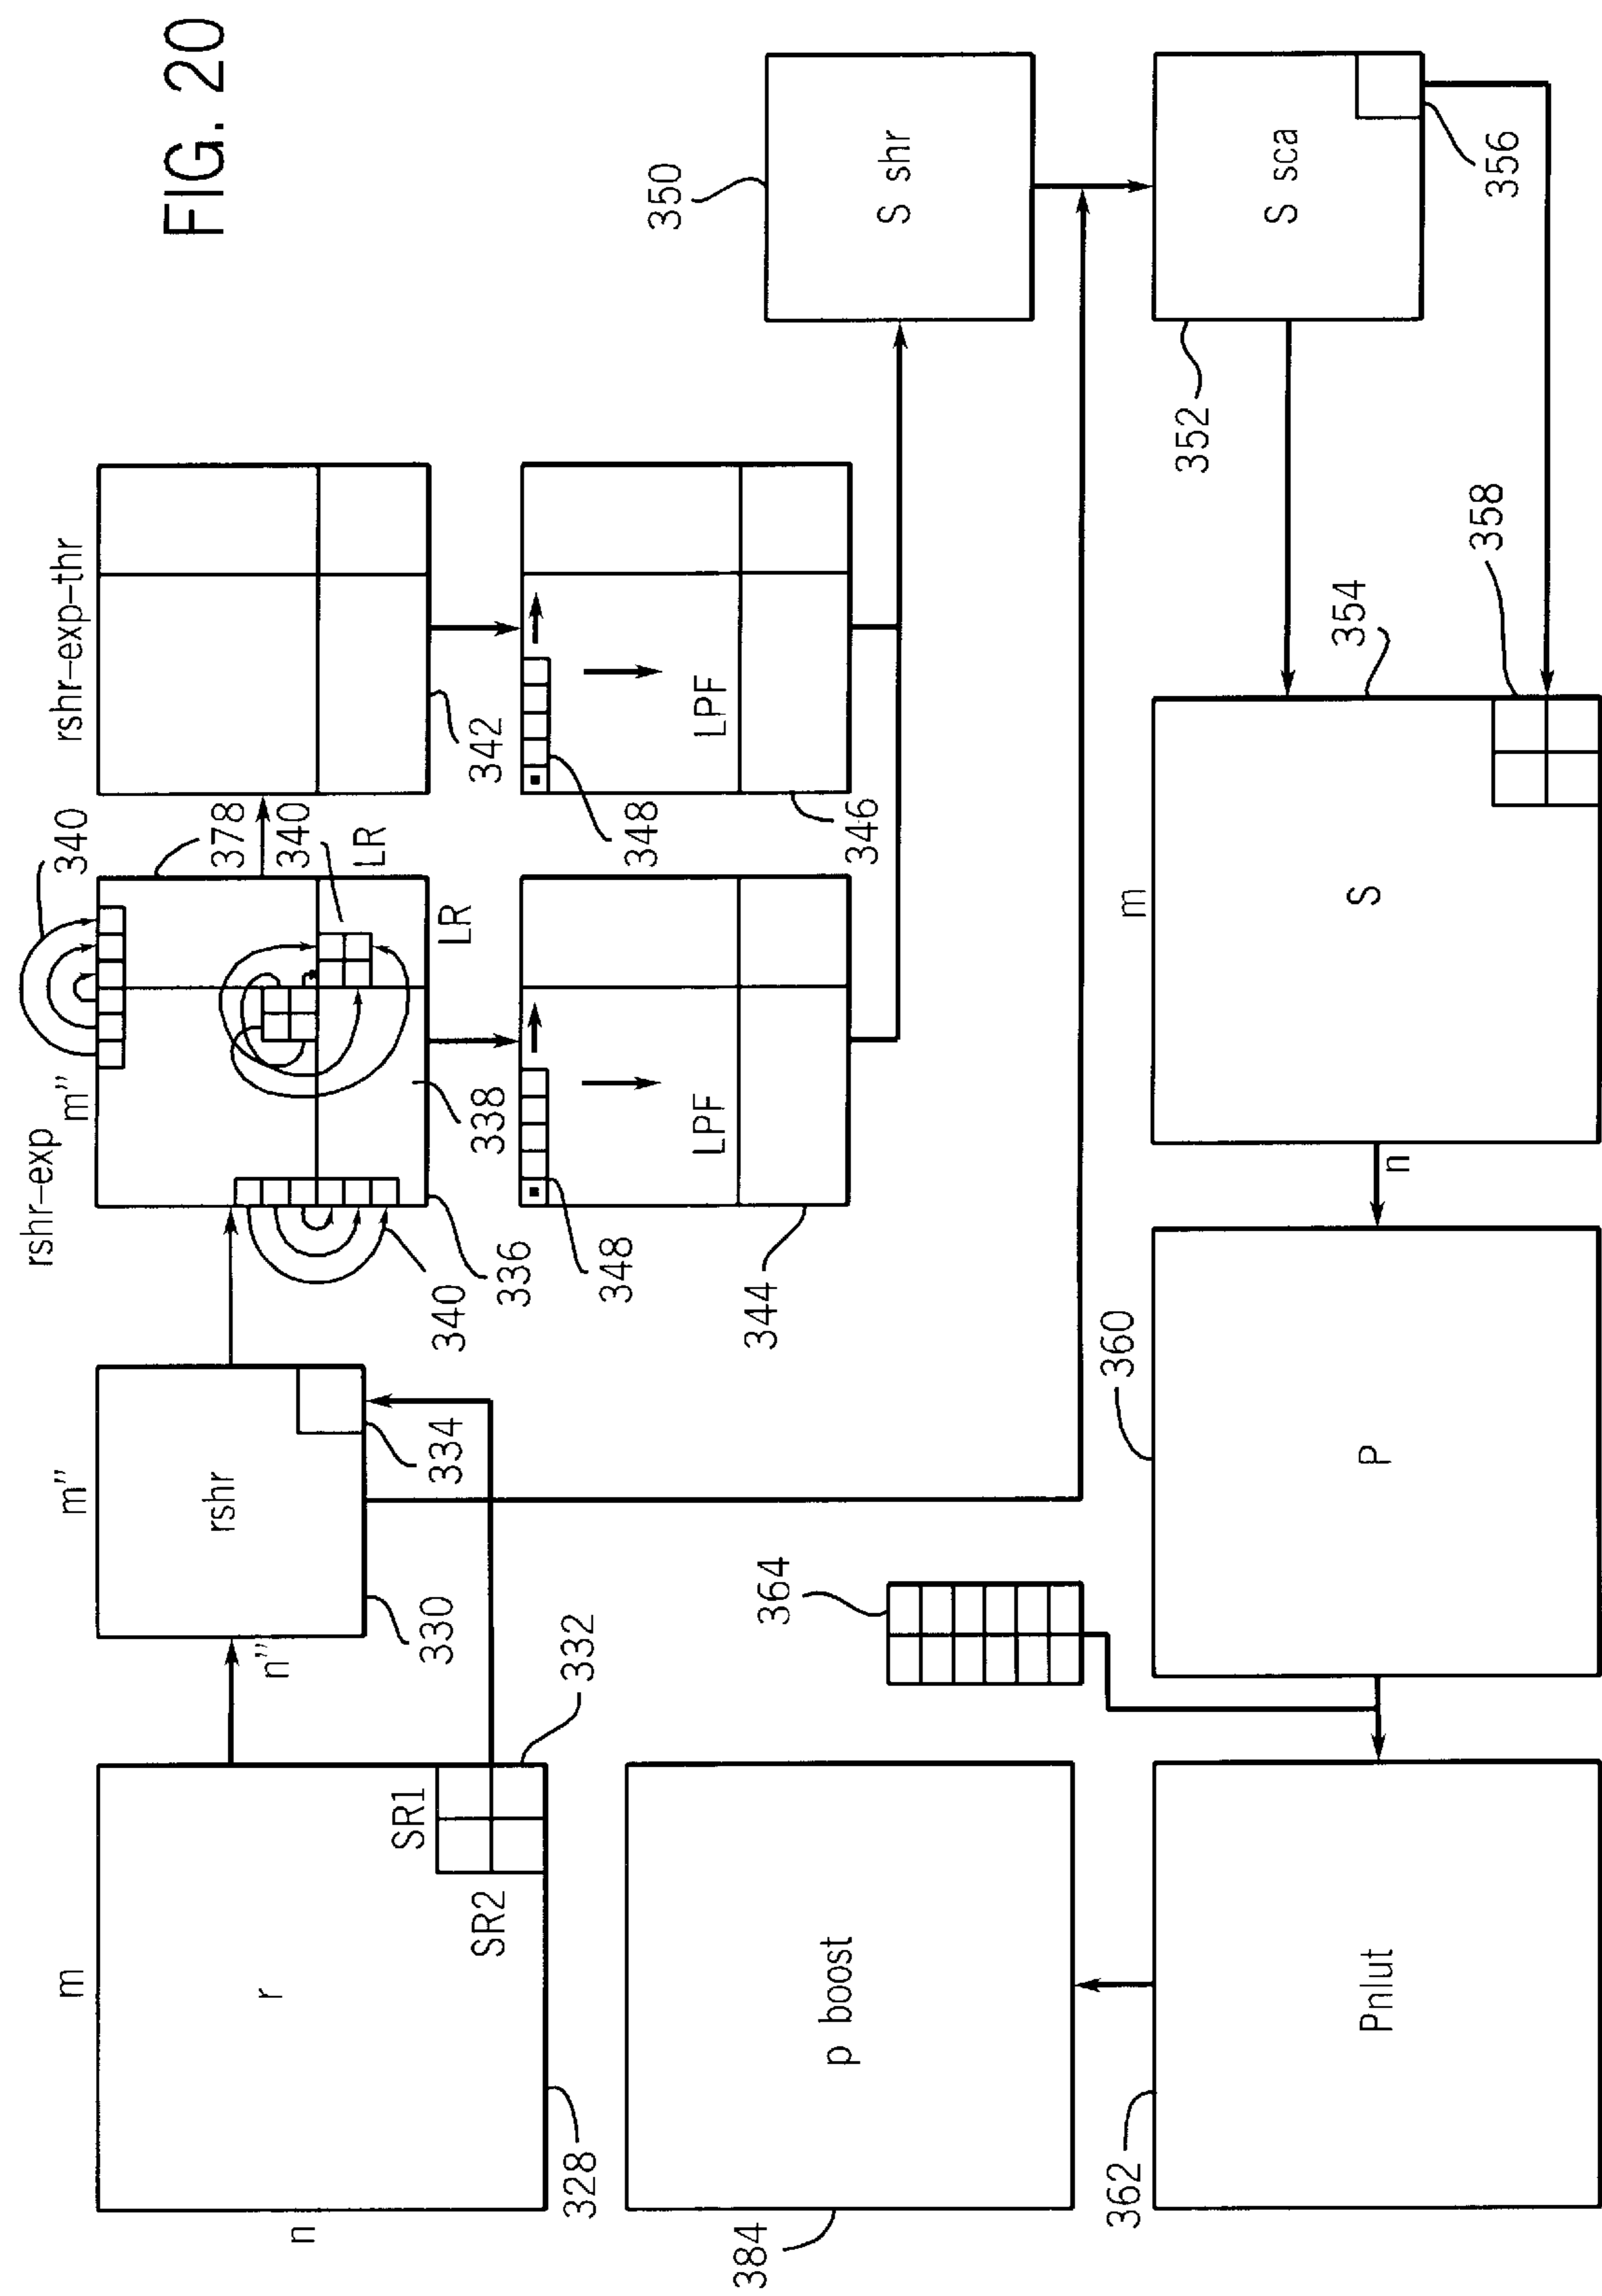 FIG. 20
m
n
r
SR1
SR2
328
332
m"
n"
rshr
330
334
rshr-exp
m"
340
378
340
LR
LR
338
336
340
rshr-exp-thr
342
LPF
348
344
LPF
348
346
S shr
350
S sca
352
356
m
n
S
354
358
P
360
364
Pnlut
362
p boost
384